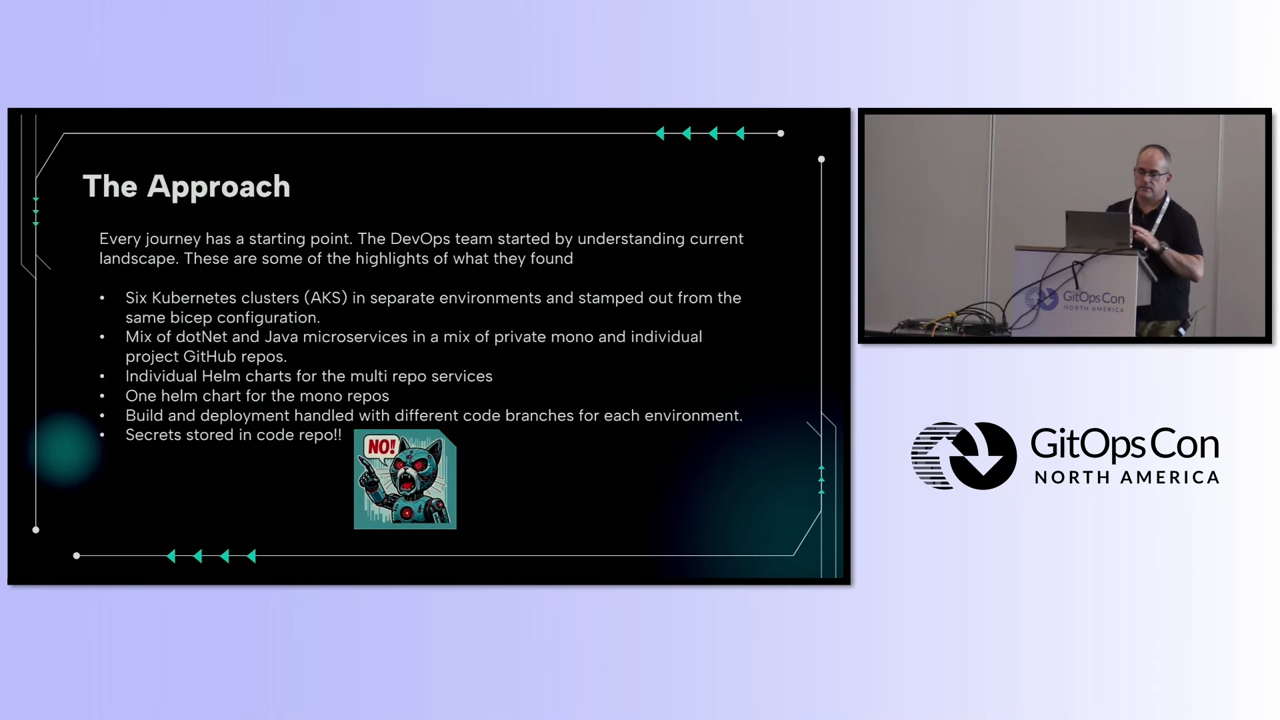 The Approach
Every journey has a starting point. The DevOps team started by understanding current
landscape. These are some of the highlights of what they found
• Six Kubernetes clusters (AKS) in separate environments and stamped out from the
same bicep configuration.
• Mix of dotNet and Java microservices in a mix of private mono and individual
project GitHub repos.
• Individual Helm charts for the multi repo services
• One helm chart for the mono repos
• Build and deployment handled with different code branches for each environment.
• Secrets stored in code repo!!
NO!
GitOpsCon
NORTH AMERICA
GitOpsCon
NORTH AMERICA